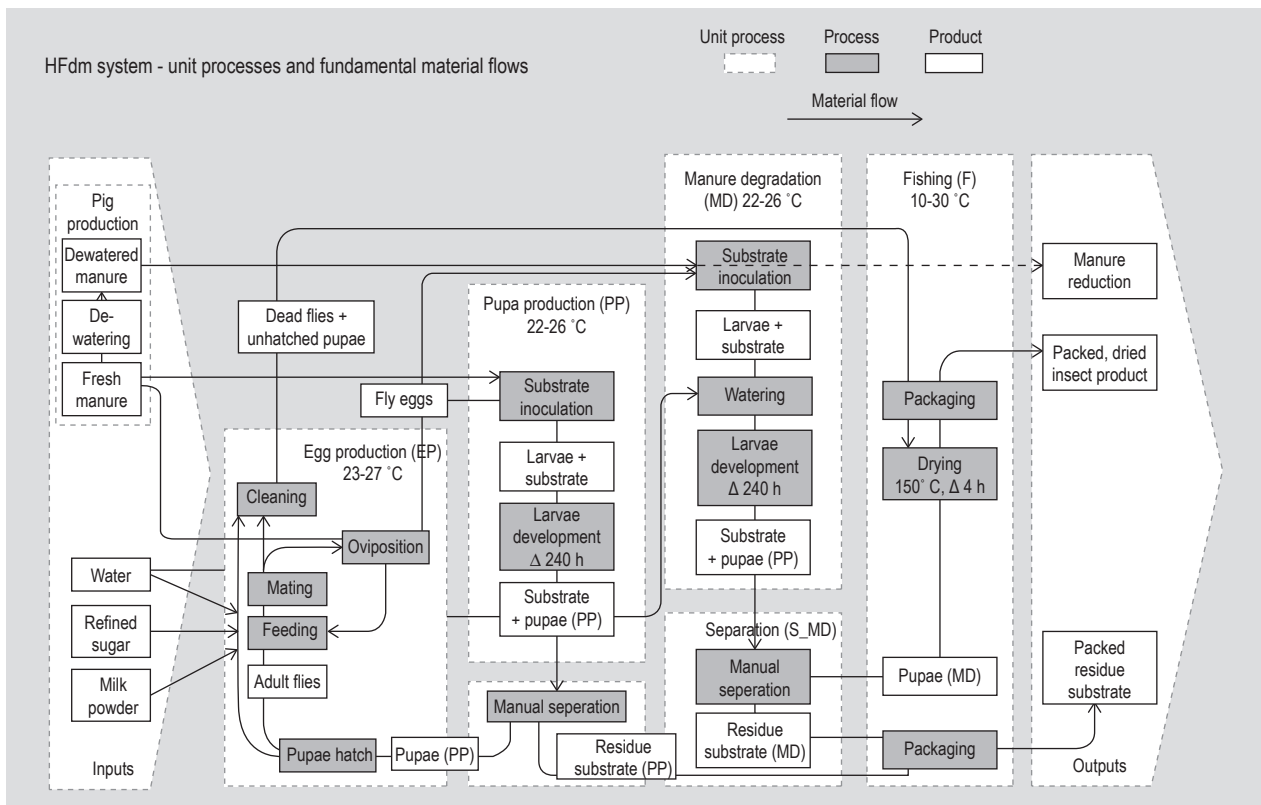 HFdm system - unit processes and fundamental material flows
Unit process
Process
Product
Material flow
Pig
production
Dewatered
manure
De-
watering
Fresh
manure
Water
Refined
sugar
Milk
powder
Inputs
Dead flies +
unhatched pupae
Fly eggs
Egg production (EP)
23-27 ˚C
Cleaning
Oviposition
Mating
Feeding
Adult flies
Pupae hatch
Pupae (PP)
Pupa production (PP)
22-26 ˚C
Substrate
inoculation
Larvae +
substrate
Larvae
development
Δ 240 h
Substrate
+ pupae (PP)
Manual seperation
Residue
substrate (PP)
Manure degradation
(MD) 22-26 ˚C
Substrate
inoculation
Larvae +
substrate
Watering
Larvae
development
Δ 240 h
Substrate
+ pupae (PP)
Separation (S_MD)
Manual
seperation
Residue
substrate (MD)
Fishing (F)
10-30 ˚C
Packaging
Drying
150˚ C, Δ 4 h
Pupae (MD)
Packaging
Manure
reduction
Packed, dried
insect product
Packed
residue
substrate
Outputs